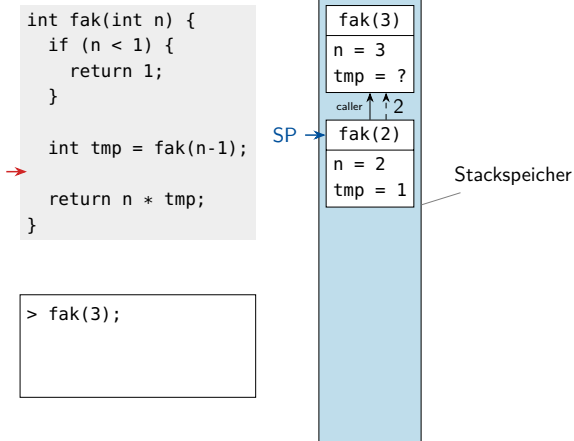 int fak(int n) {
  if (n < 1) {
    return 1;
  }
  int tmp = fak(n-1);
  return n * tmp;
}
> fak(3);
fak(3)
n = 3
tmp = ?
caller
2
SP
fak(2)
n = 2
tmp = 1
Stackspeicher